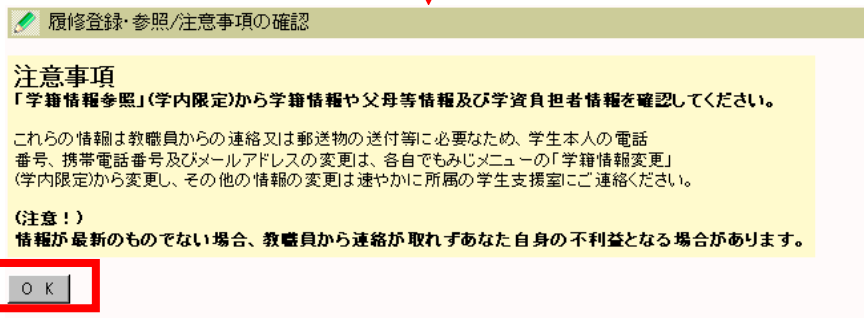 履修登録・参照/注意事項の確認
注意事項
「学籍情報参照」(学内限定)から学籍情報や父母等情報及び学資負担者情報を確認してください。
これらの情報は教職員からの連絡又は郵送物の送付等に必要なため、学生本人の電話
番号、携帯電話番号及びメールアドレスの変更は、各自でもみじメニューの「学籍情報変更」
(学内限定)から変更し、その他の情報の変更は速やかに所属の学生支援室にご連絡ください。
(注意！)
情報が最新のものでない場合、教職員から連絡が取れずあなた自身の不利益となる場合があります。
ＯＫ